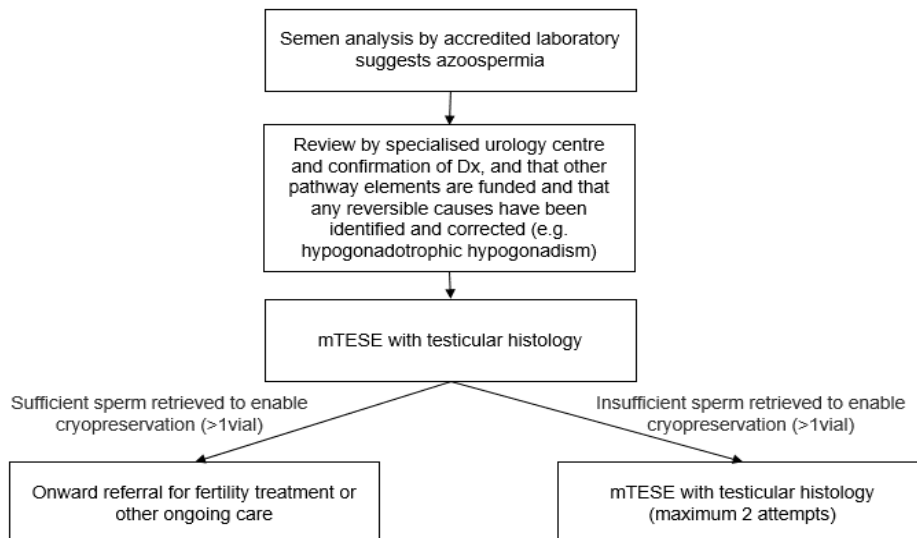 Semen analysis by accredited laboratory
suggests azoospermia
Review by specialised urology centre
and confirmation of Dx, and that other
pathway elements are funded and that
any reversible causes have been
identified and corrected (e.g.
hypogonadotrophic hypogonadism)
mTESE with testicular histology
Sufficient sperm retrieved to enable
cryopreservation (>1vial)
Insufficient sperm retrieved to enable
cryopreservation (>1vial)
Onward referral for fertility treatment or
other ongoing care
mTESE with testicular histology
(maximum 2 attempts)